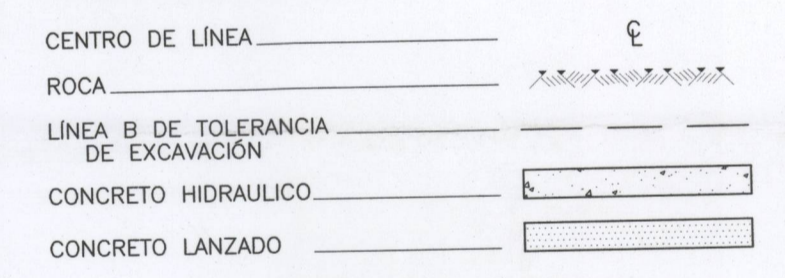 CENTRO DE LÍNEA ℄
ROCA
LÍNEA B DE TOLERANCIA
DE EXCAVACIÓN
CONCRETO HIDRAULICO
CONCRETO LANZADO